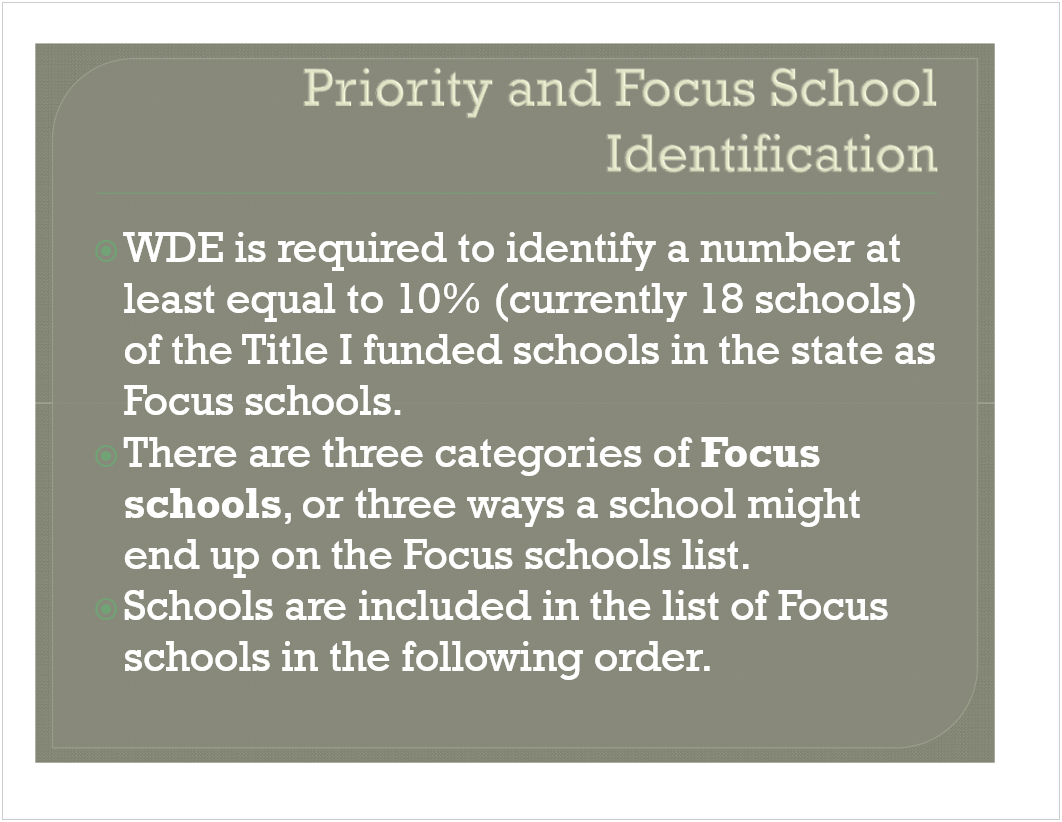 Priority and Focus School
Identification
WDE is required to identify a number at
least equal to 10% (currently 18 schools)
of the Title I funded schools in the state as
Focus schools.
There are three categories of Focus
schools, or three ways a school might
end up on the Focus schools list.
Schools are included in the list of Focus
schools in the following order.